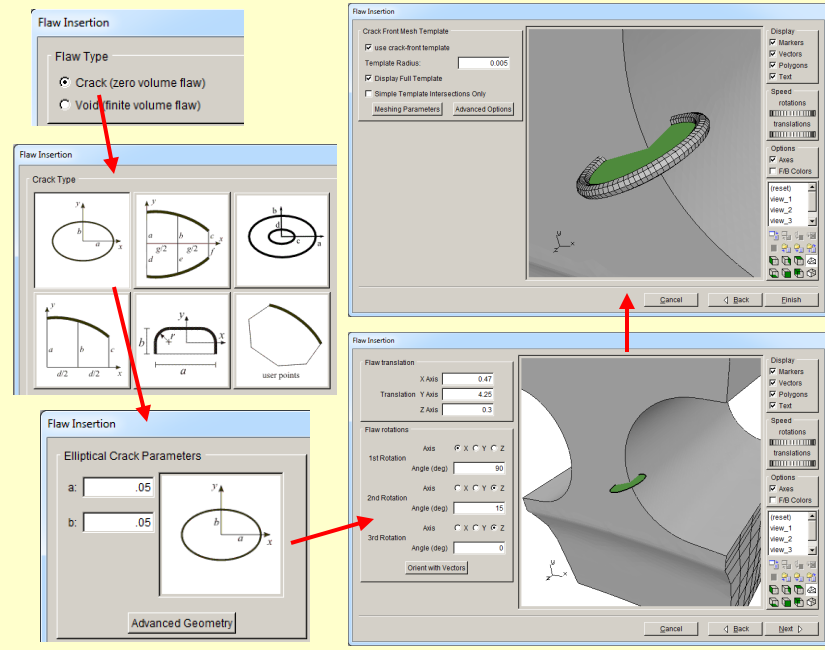 Flaw Insertion
Flaw Type
Crack (zero volume flaw)
Void (finite volume flaw)
Flaw Insertion
Crack Type
y
b
a
x
y
a
b
c
x
g/2
g/2
d
e
f
b
d
c
a
y
a
b
c
d/2
d/2
x
y
b
r
x
a
user points
Flaw Insertion
Elliptical Crack Parameters
a: .05
b: .05
y
b
a
x
Advanced Geometry
Flaw Insertion
Flaw translation
X Axis 0.47
Translation Y Axis 4.25
Z Axis 0.3
Flaw rotations
Axis X Y Z
1st Rotation
Angle (deg) 90
Axis X Y Z
2nd Rotation
Angle (deg) 15
Axis X Y Z
3rd Rotation
Angle (deg) 0
Orient with Vectors
y
z
x
Display
Markers
Vectors
Polygons
Text
Speed
rotations
translations
Options
Axes
F/B Colors
(reset)
view_1
view_2
view_3
Cancel
Back
Next
Flaw Insertion
Crack Front Mesh Template
use crack-front template
Template Radius: 0.005
Display Full Template
Simple Template Intersections Only
Meshing Parameters Advanced Options
y
z
x
Display
Markers
Vectors
Polygons
Text
Speed
rotations
translations
Options
Axes
F/B Colors
(reset)
view_1
view_2
view_3
Cancel
Back
Finish